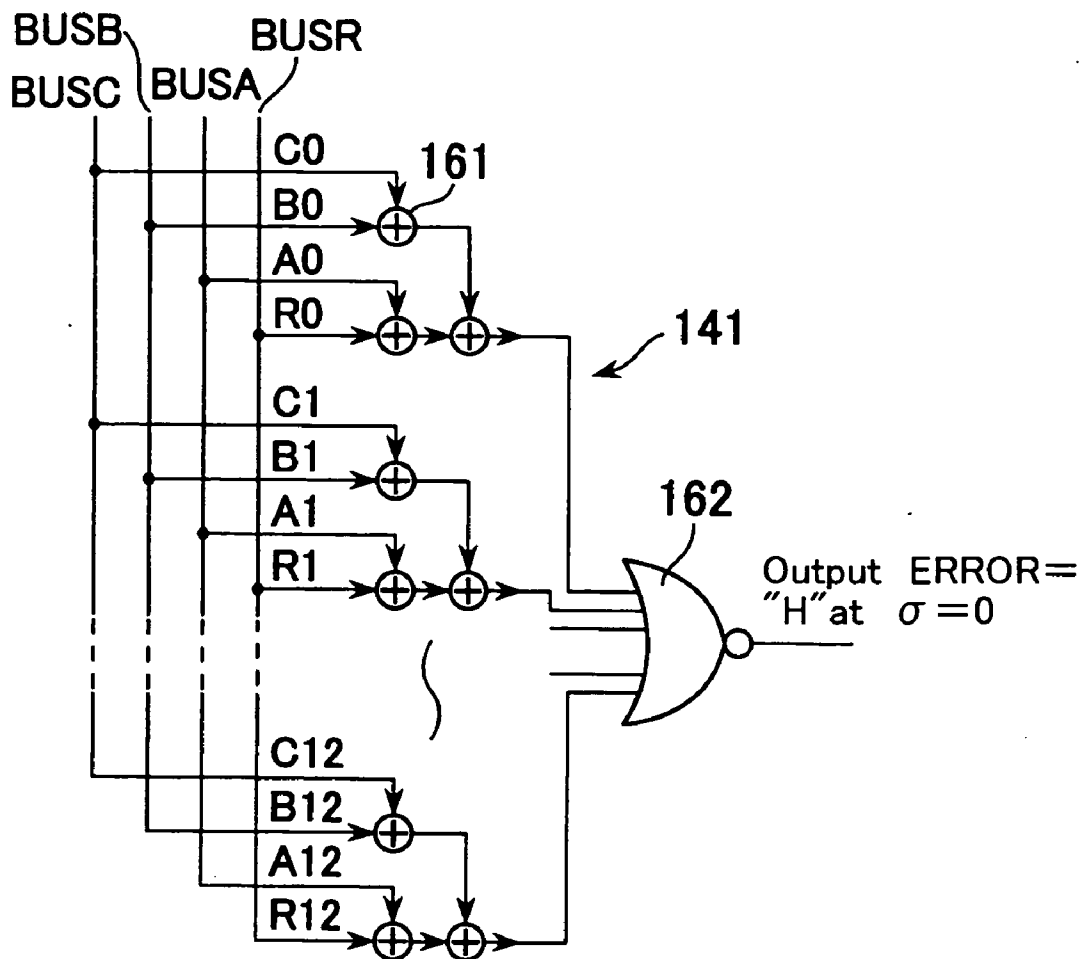 BUSB
BUSR
BUSC
BUSA
C0
161
B0
A0
R0
141
C1
B1
162
A1
R1
Output ERROR=
"H"at σ=0
C12
B12
A12
R12